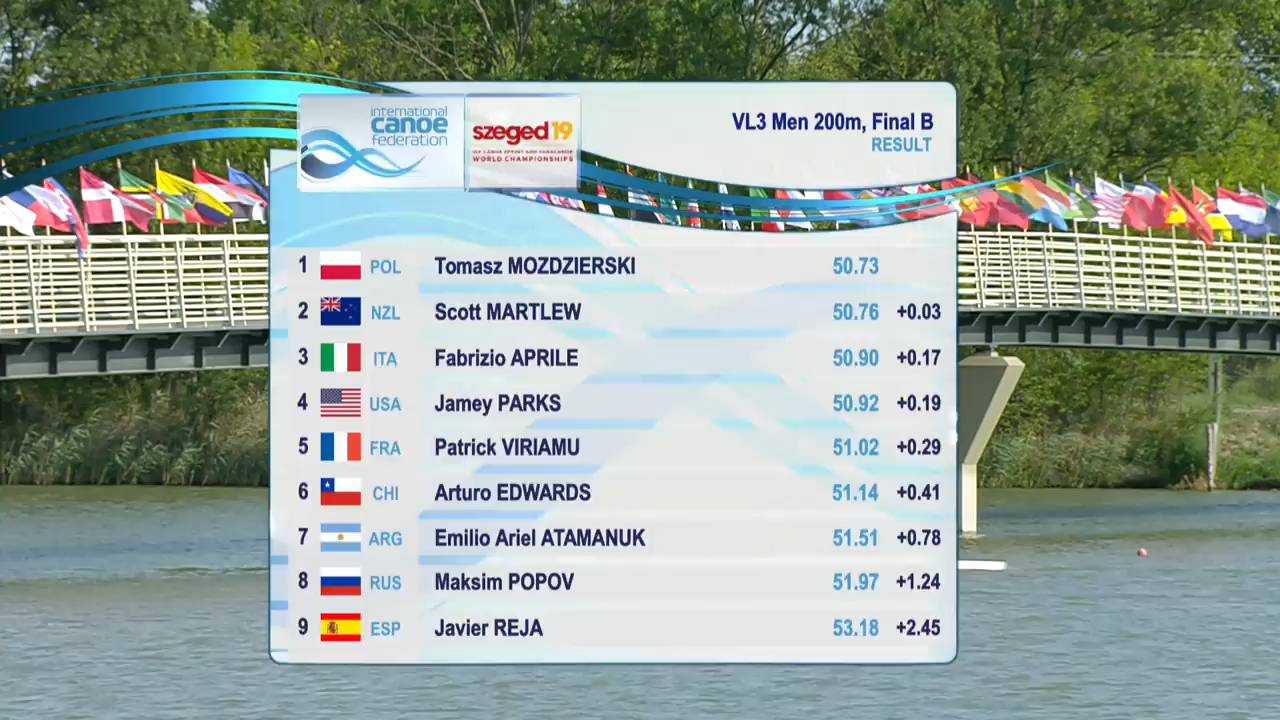 international
canoe
federation
szeged19
ICF CANOE SPRINT AND PARACANOE
WORLD CHAMPIONSHIPS
VL3 Men 200m, Final B
RESULT
1 POL Tomasz MOZDZIERSKI 50.73
2 NZL Scott MARTLEW 50.76 +0.03
3 ITA Fabrizio APRILE 50.90 +0.17
4 USA Jamey PARKS 50.92 +0.19
5 FRA Patrick VIRIAMU 51.02 +0.29
6 CHI Arturo EDWARDS 51.14 +0.41
7 ARG Emilio Ariel ATAMANUK 51.51 +0.78
8 RUS Maksim POPOV 51.97 +1.24
9 ESP Javier REJA 53.18 +2.45